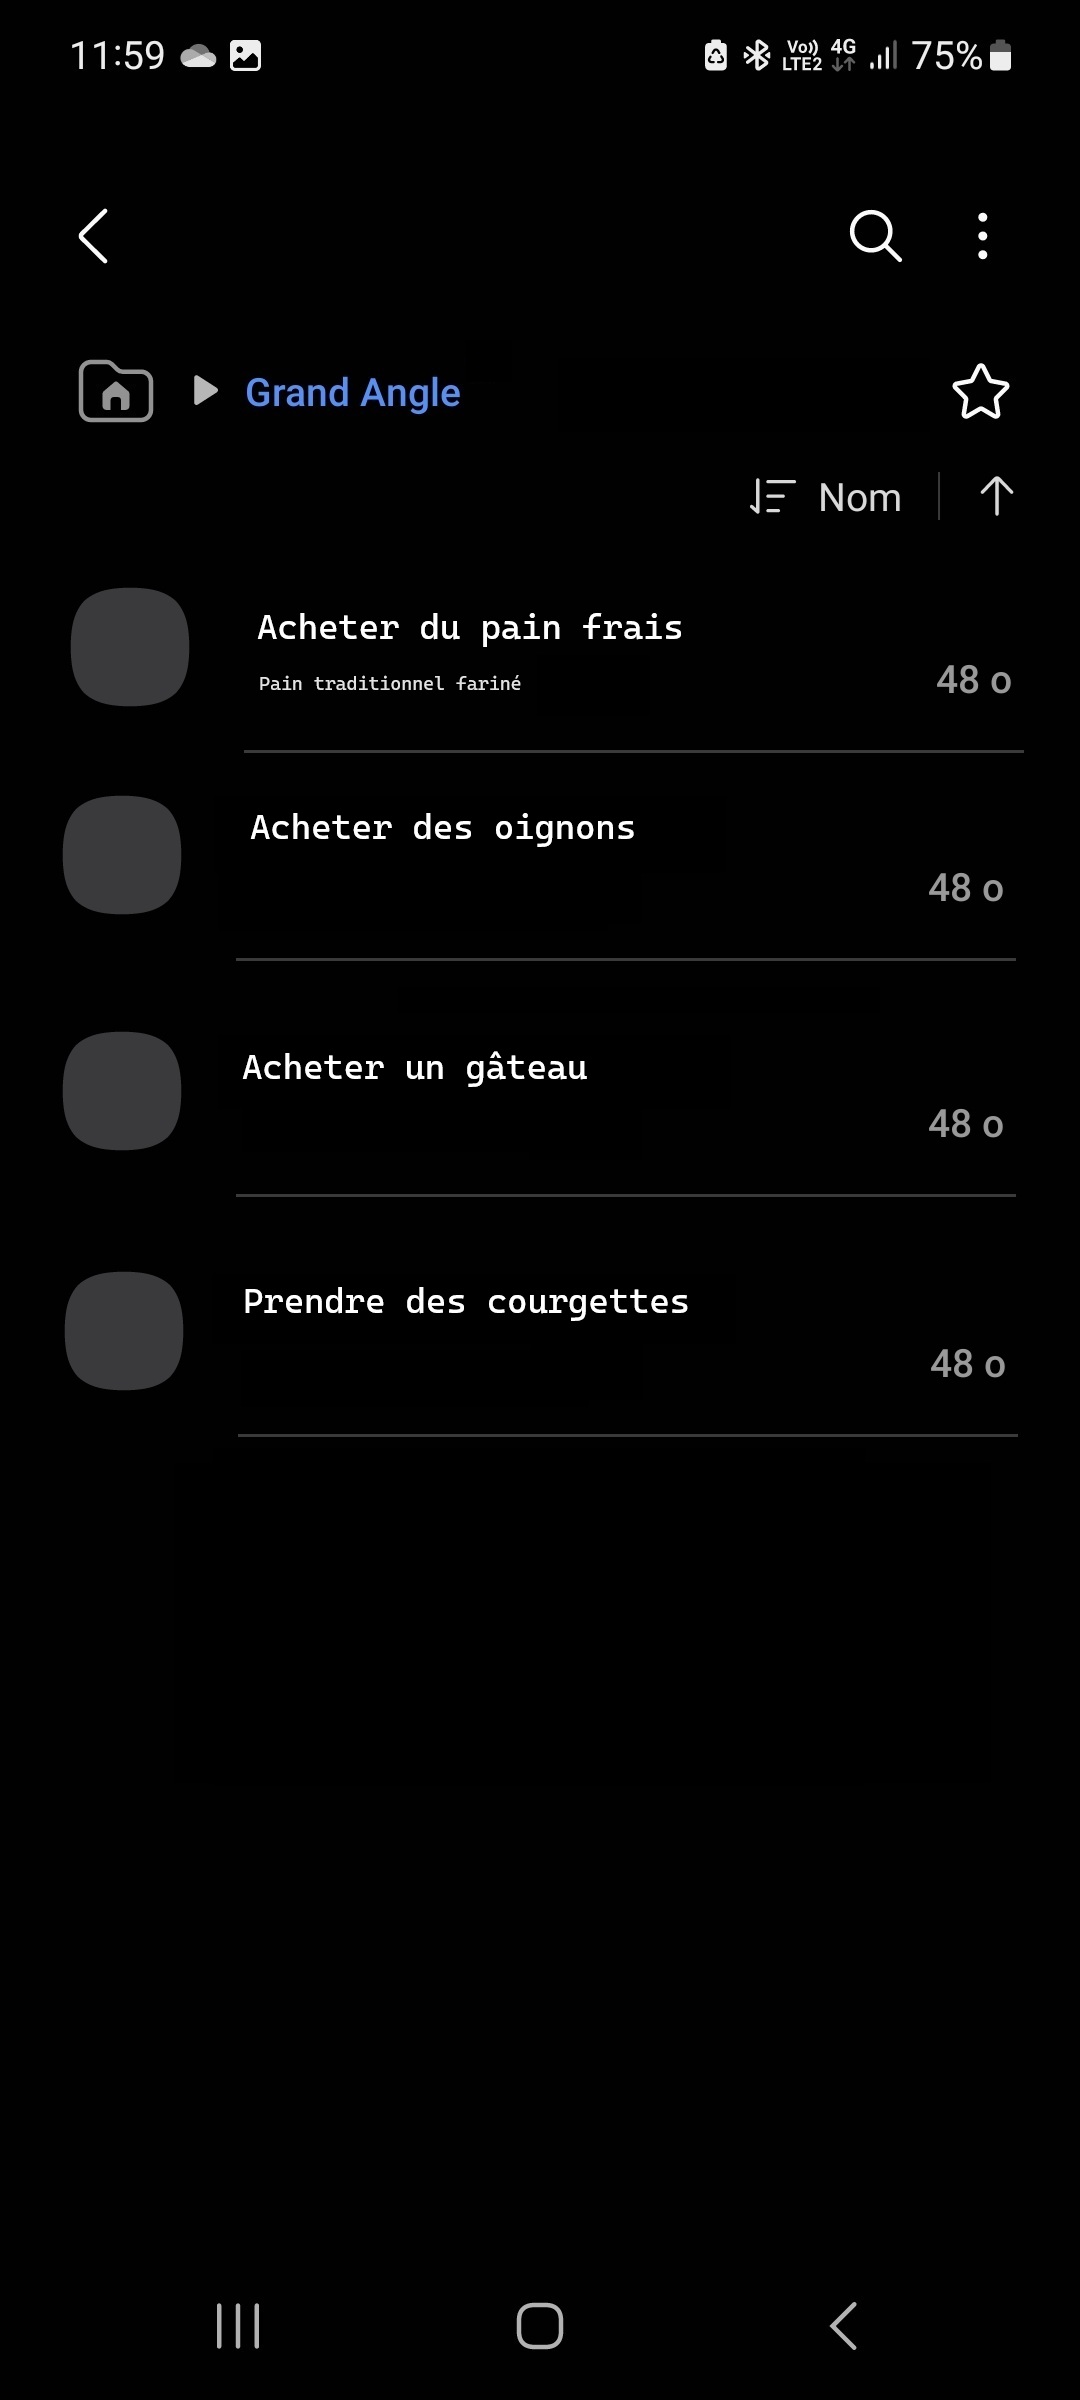 11:59 Vo)) LTE2 4G 75%
Grand Angle
Nom
Acheter du pain frais
Pain traditionnel fariné
48 o
Acheter des oignons
48 o
Acheter un gâteau
48 o
Prendre des courgettes
48 o